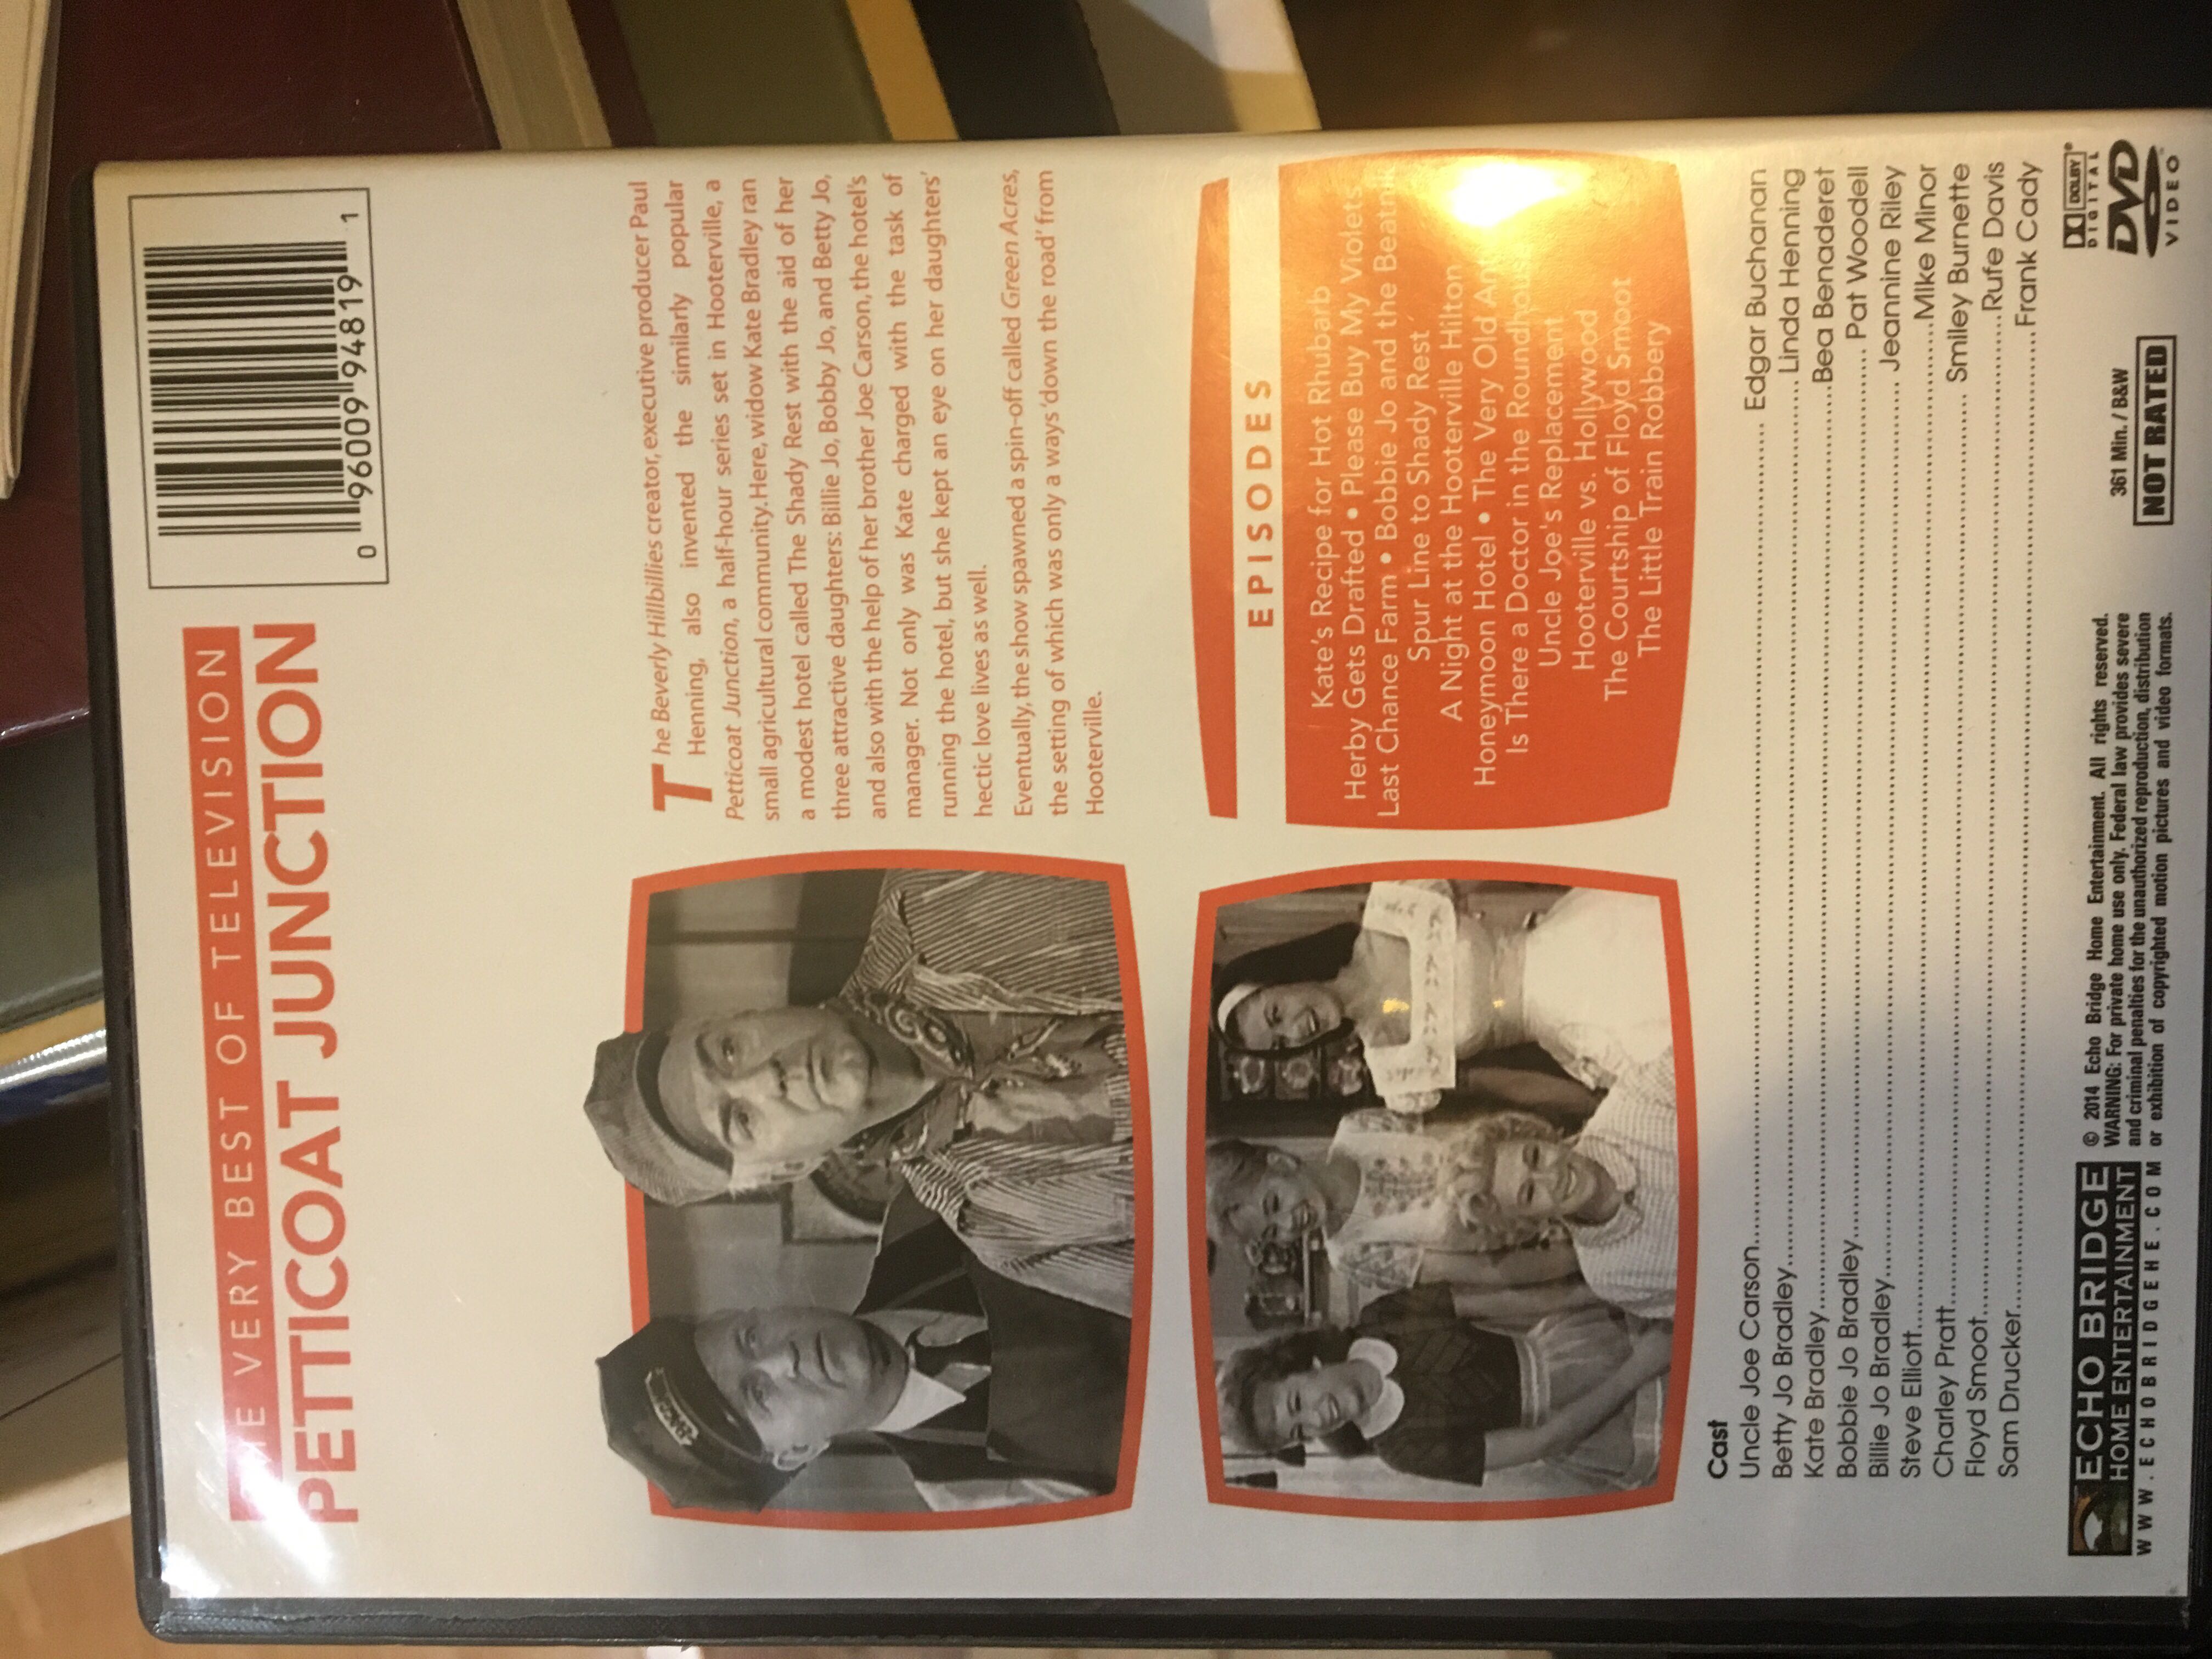 THE VERY BEST OF TELEVISION
PETTICOAT JUNCTION
0 96009 94819 1
The Beverly Hillbillies creator, executive producer Paul
Henning, also invented the similarly popular
Petticoat Junction, a half-hour series set in Hooterville, a
small agricultural community. Here, widow Kate Bradley ran
a modest hotel called The Shady Rest with the aid of her
three attractive daughters: Billie Jo, Bobby Jo, and Betty Jo,
and also with the help of her brother Joe Carson, the hotel's
manager. Not only was Kate charged with the task of
running the hotel, but she kept an eye on her daughters'
hectic love lives as well.
Eventually, the show spawned a spin-off called Green Acres,
the setting of which was only a ways 'down the road' from
Hooterville.
EPISODES
Kate's Recipe for Hot Rhubarb
Herby Gets Drafted • Please Buy My Violets
Last Chance Farm • Bobbie Jo and the Beatnik
Spur Line to Shady Rest
A Night at the Hooterville Hilton
Honeymoon Hotel • The Very Old
Is There a Doctor in the Roundhouse
Uncle Joe's Replacement
Hooterville vs. Hollywood
The Courtship of Floyd Smoot
The Little Train Robbery
Cast
Uncle Joe Carson.......... Edgar Buchanan
Betty Jo Bradley.......... Linda Henning
Kate Bradley.......... Bea Benaderet
Bobbie Jo Bradley.......... Pat Woodell
Billie Jo Bradley.......... Jeannine Riley
Steve Elliott.......... MIke Minor
Charley Pratt.......... Smiley Burnette
Floyd Smoot.......... Rufe Davis
Sam Drucker.......... Frank Cady
ECHO BRIDGE
HOME ENTERTAINMENT
WWW.ECHOBRIDGEHE.COM
© 2014 Echo Bridge Home Entertainment. All rights reserved.
WARNING: For private home use only. Federal law provides severe
and criminal penalties for the unauthorized reproduction, distribution
or exhibition of copyrighted motion pictures and video formats.
361 Min. / B&W
NOT RATED
DOLBY
DIGITAL
DVD
VIDEO